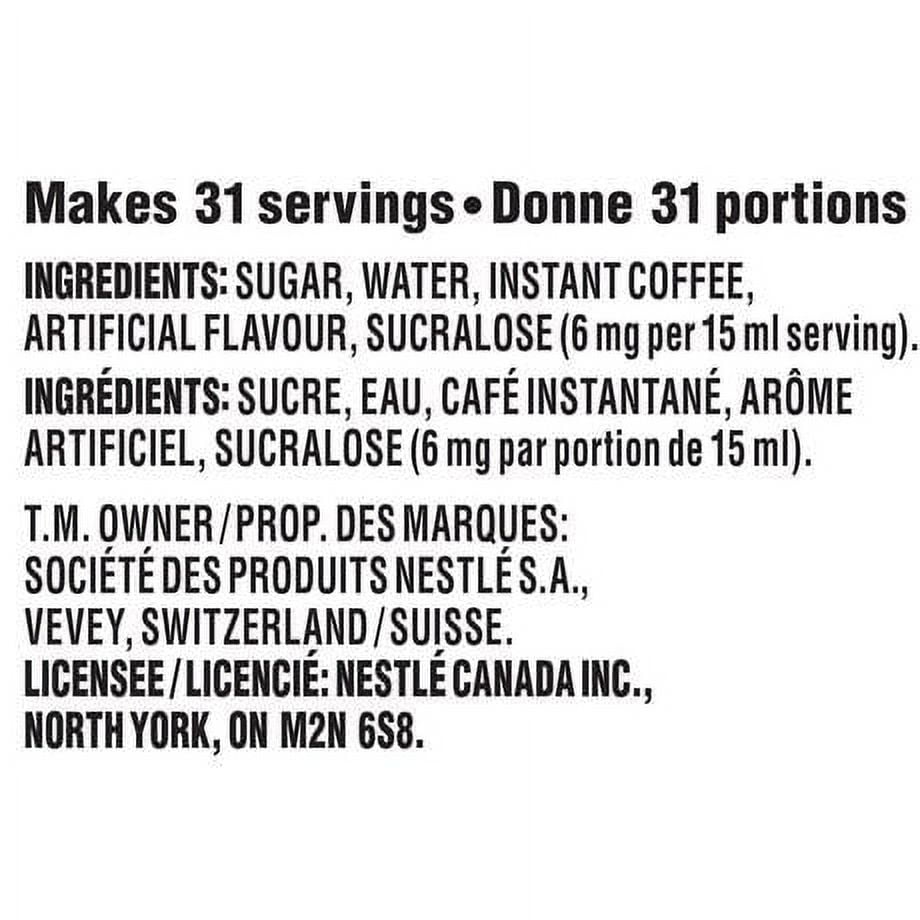 Makes 31 servings • Donne 31 portions
INGREDIENTS: SUGAR, WATER, INSTANT COFFEE,
ARTIFICIAL FLAVOUR, SUCRALOSE (6 mg per 15 ml serving).
INGRÉDIENTS: SUCRE, EAU, CAFÉ INSTANTANÉ, ARÔME
ARTIFICIEL, SUCRALOSE (6 mg par portion de 15 ml).
T.M. OWNER / PROP. DES MARQUES:
SOCIÉTÉ DES PRODUITS NESTLÉ S.A.,
VEVEY, SWITZERLAND / SUISSE.
LICENSEE / LICENCIÉ: NESTLÉ CANADA INC.,
NORTH YORK, ON M2N 6S8.